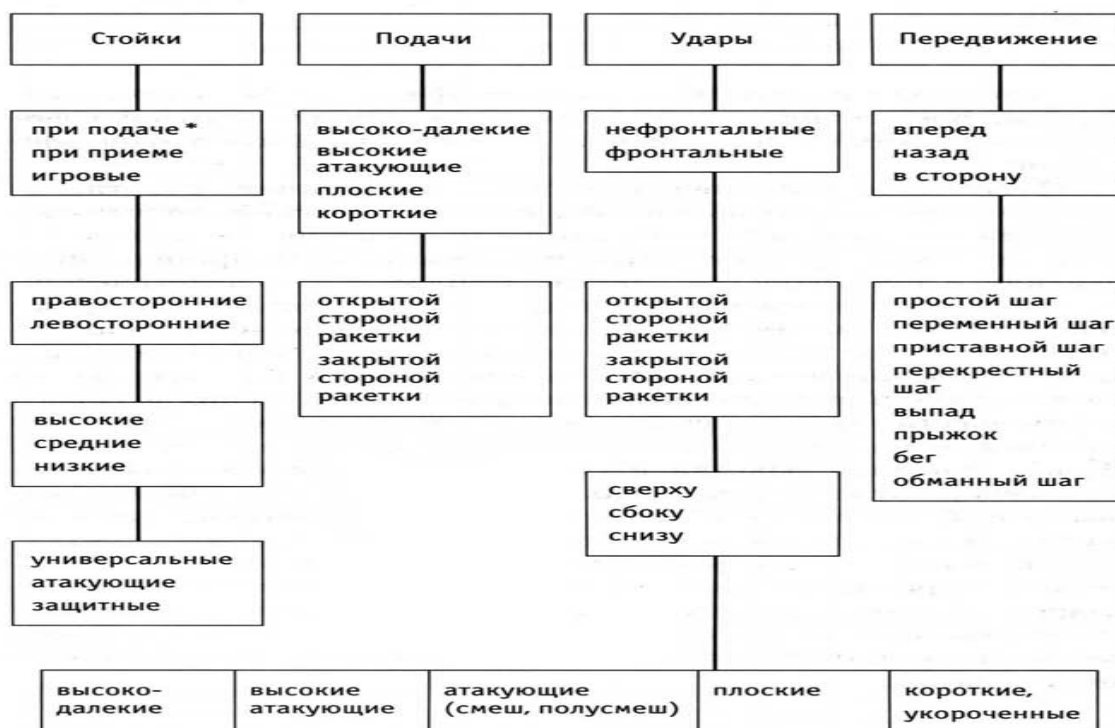 Стойки
при подаче *
при приеме
игровые
правосторонние
левосторонние
высокие
средние
низкие
универсальные
атакующие
защитные
Подачи
высоко-далекие
высокие
атакующие
плоские
короткие
открытой
стороной
ракетки
закрытой
стороной
ракетки
Удары
нефронтальные
фронтальные
открытой
стороной
ракетки
закрытой
стороной
ракетки
сверху
сбоку
снизу
высоко-
далекие
высокие
атакующие
атакующие
(смеш, полусмеш)
плоские
короткие,
укороченные
Передвижение
вперед
назад
в сторону
простой шаг
переменный шаг
приставной шаг
перекрестный
шаг
выпад
прыжок
бег
обманный шаг